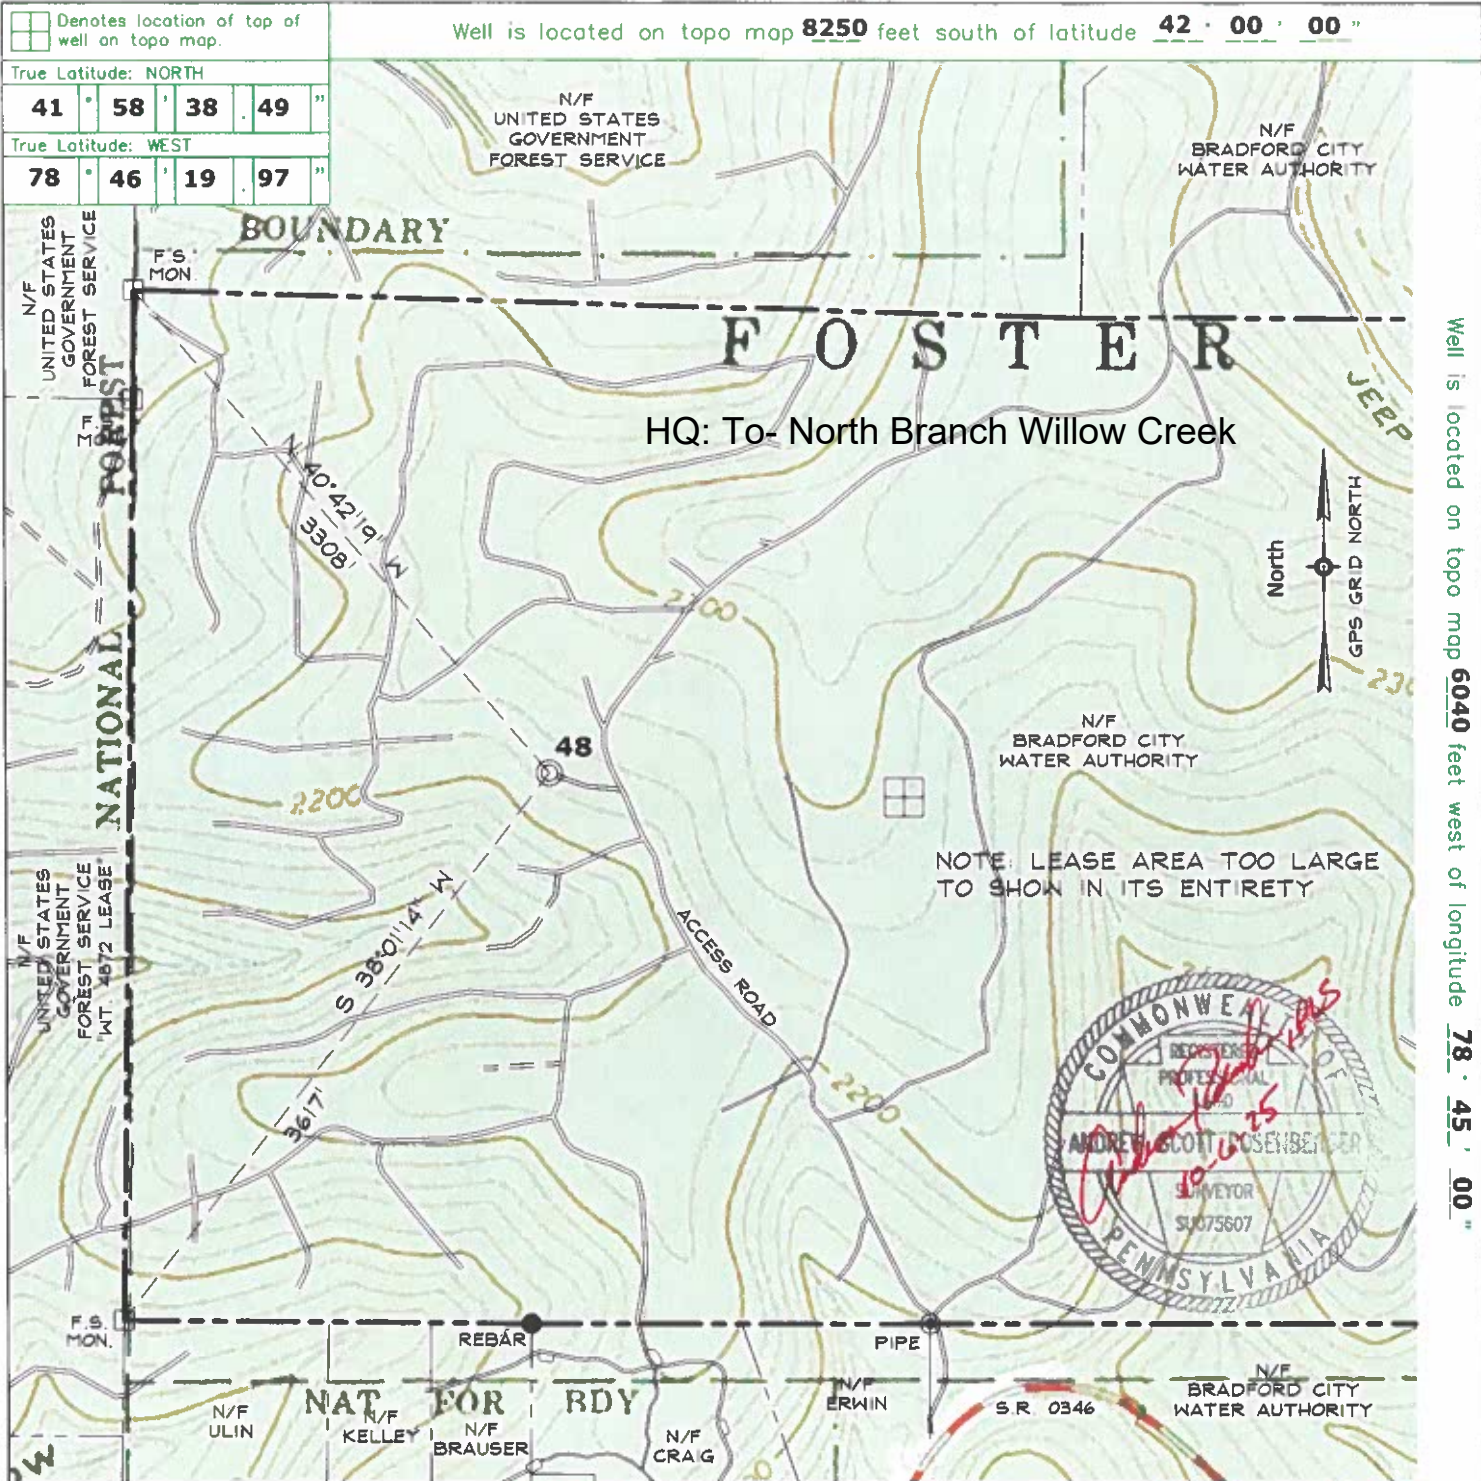 Denotes location of top of
well on topo map.
Well is located on topo map 8250 feet south of latitude 42 ° 00 ' 00 "
True Latitude: NORTH
41 ° 58 ' 38 . 49 "
True Latitude: WEST
78 ° 46 ' 19 . 97 "
N/F
UNITED STATES
GOVERNMENT
FOREST SERVICE
N/F
BRADFORD CITY
WATER AUTHORITY
BOUNDARY
F.S.
MON.
N/F
UNITED STATES
GOVERNMENT
FOREST SERVICE
FOSTER
JEEP
HQ: To- North Branch Willow Creek
N 40°42'19" W
3308'
NATIONAL FOREST
2200
North
GPS GRID NORTH
Well is located on topo map 6040 feet west of longitude 78 ° 45 ' 00 "
48
2200
N/F
BRADFORD CITY
WATER AUTHORITY
NOTE: LEASE AREA TOO LARGE
TO SHOW IN ITS ENTIRETY
N/F
UNITED STATES
GOVERNMENT
FOREST SERVICE
"WT. 4872 LEASE"
S 38°01'14" W
3617'
ACCESS ROAD
2200
COMMONWEALTH OF
REGISTERED
PROFESSIONAL
LAND
ANDREW SCOTT ROSENBERGER
10-6-25
SURVEYOR
SU075607
PENNSYLVANIA
F.S.
MON.
REBAR
PIPE
NAT FOR BDY
N/F
ULIN
N/F
KELLEY
N/F
BRAUSER
N/F
CRAIG
N/F
ERWIN
S.R. 0346
N/F
BRADFORD CITY
WATER AUTHORITY